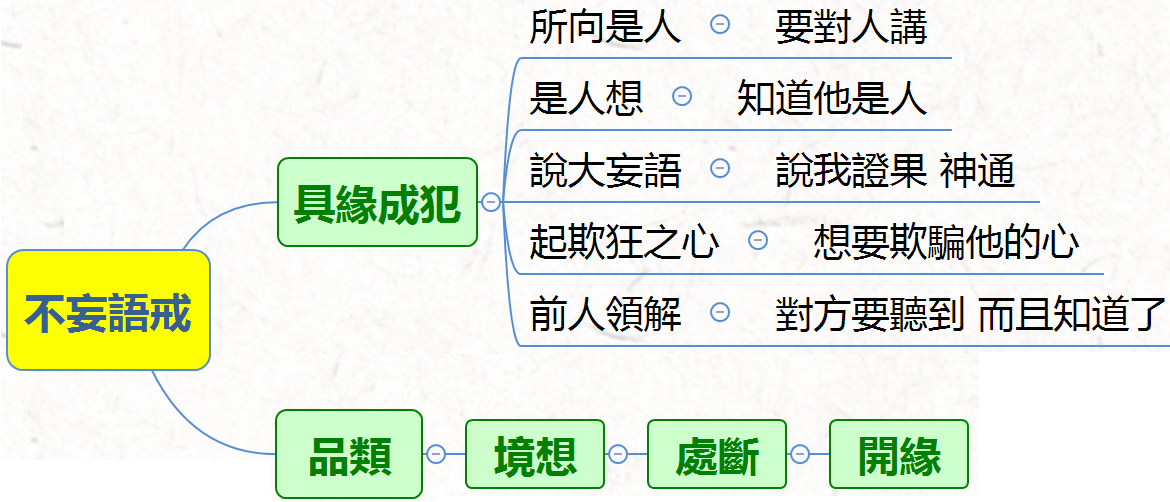 所向是人 要對人講
是人想 知道他是人
說大妄語 說我證果 神通
具緣成犯
起欺狂之心 想要欺騙他的心
不妄語戒
前人領解 對方要聽到 而且知道了
品類 境想 處斷 開緣